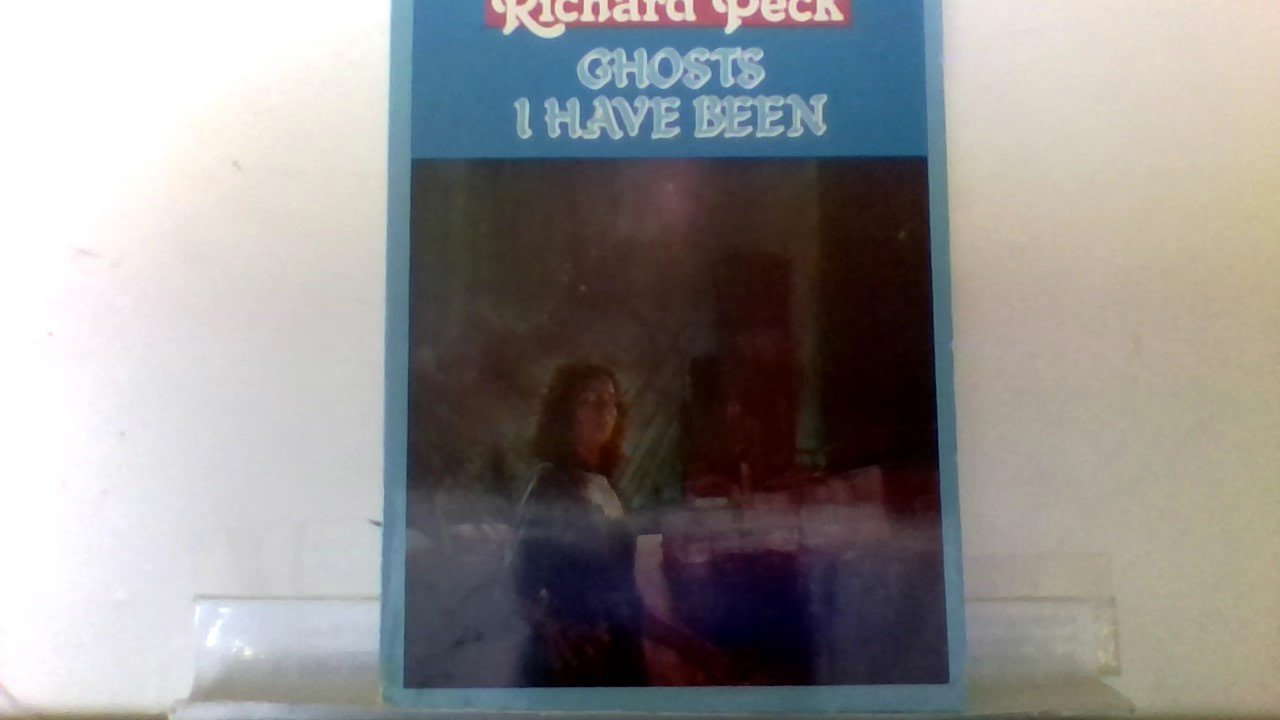 Richard Peck
GHOSTS
I HAVE BEEN